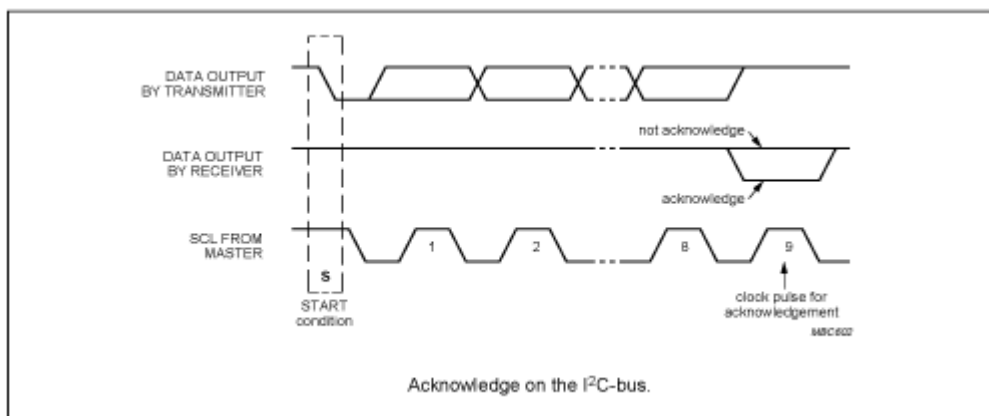 DATA OUTPUT
BY TRANSMITTER
not acknowledge
DATA OUTPUT
BY RECEIVER
acknowledge
SCL FROM
MASTER
1
2
8
9
S
START
condition
clock pulse for
acknowledgement
MBC602
Acknowledge on the I²C-bus.